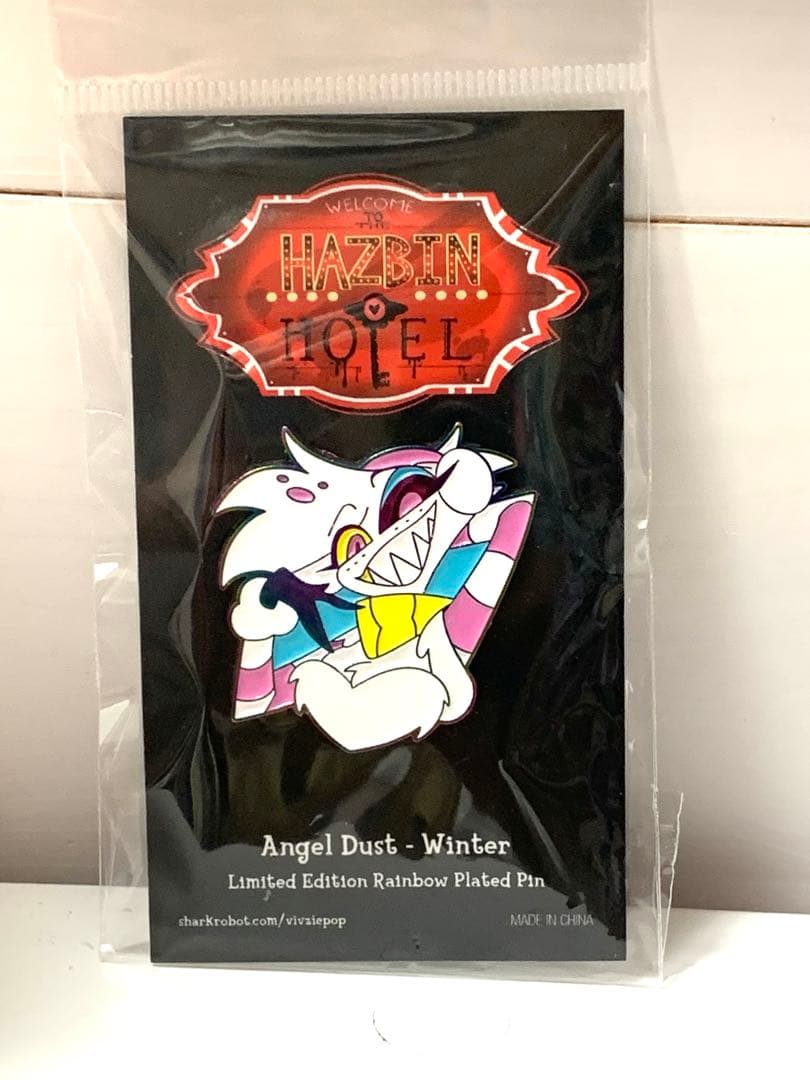 WELCOME
TO THE
HAZBIN
HOTEL
Angel Dust - Winter
Limited Edition Rainbow Plated Pin
sharkrobot.com/vivziepop
MADE IN CHINA